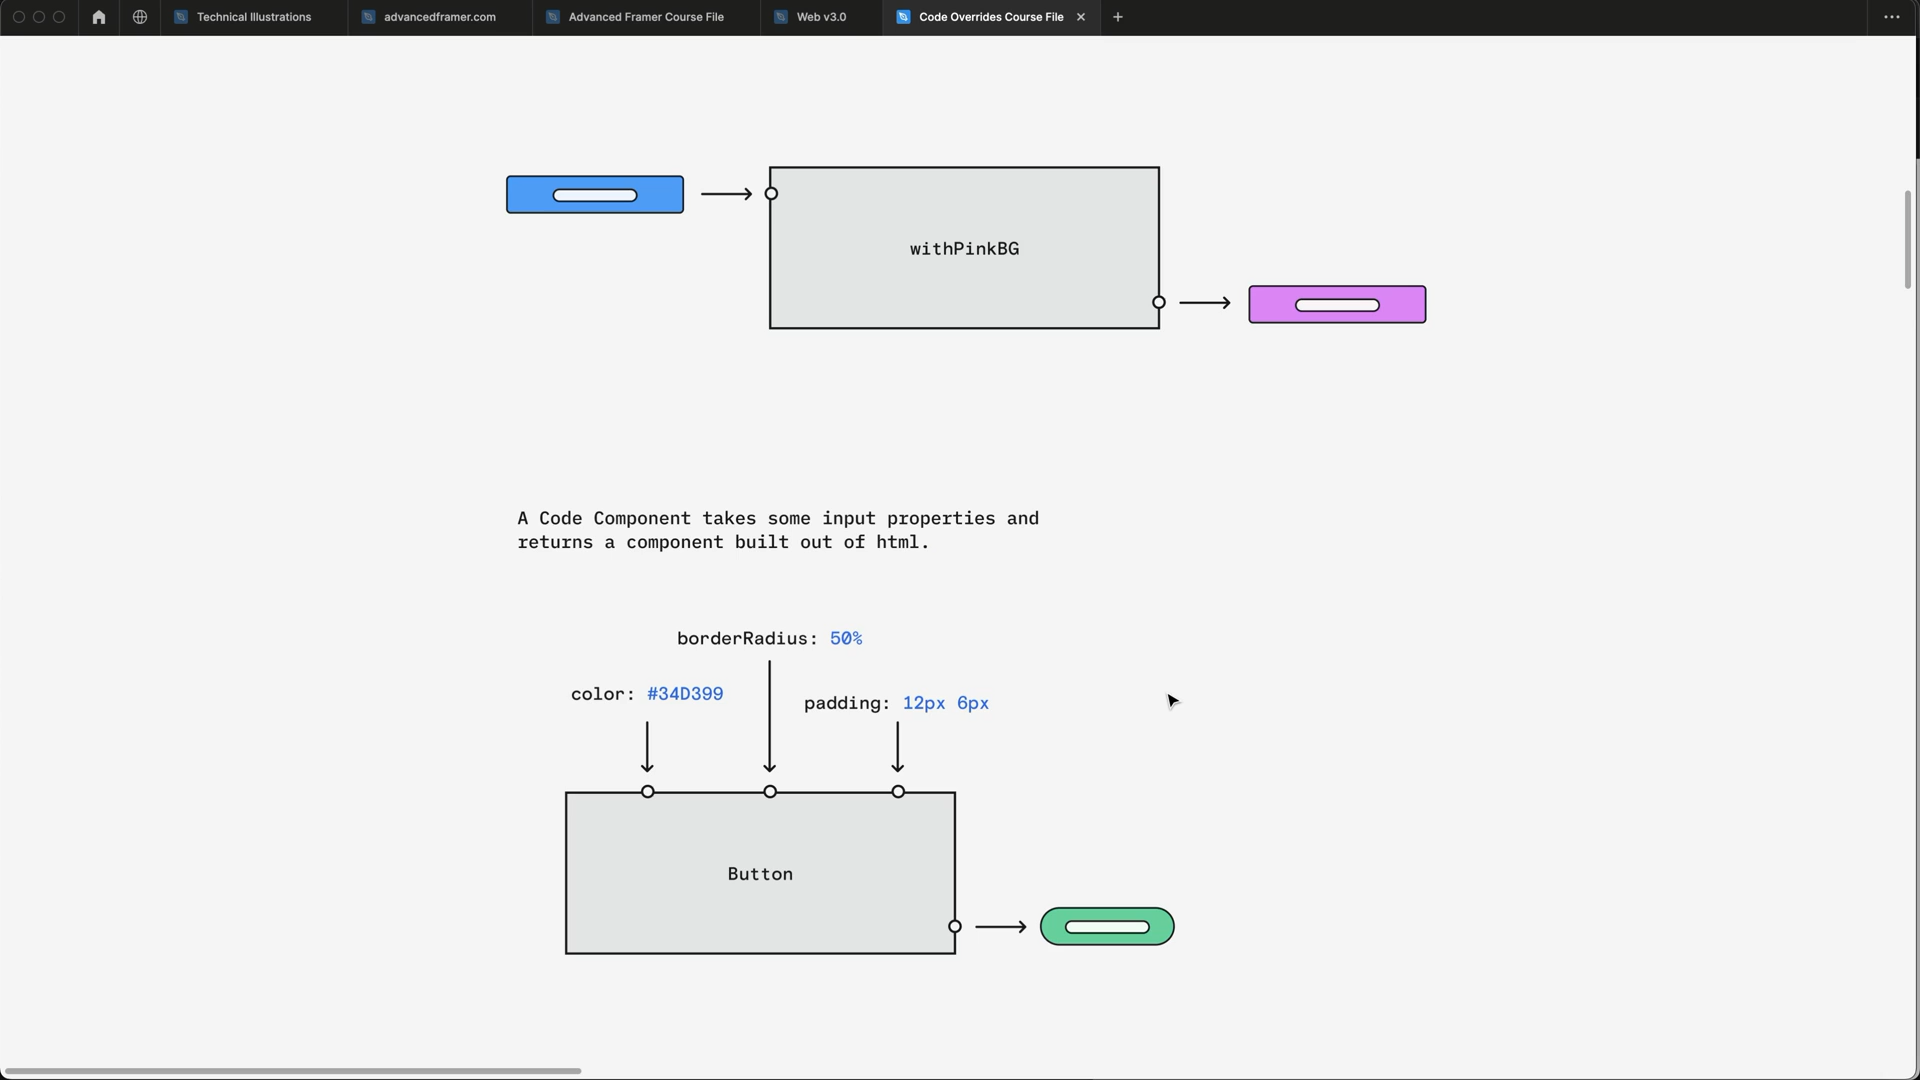 Technical Illustrations
advancedframer.com
Advanced Framer Course File
Web v3.0
Code Overrides Course File
withPinkBG
A Code Component takes some input properties and
returns a component built out of html.
borderRadius: 50%
color: #34D399
padding: 12px 6px
Button